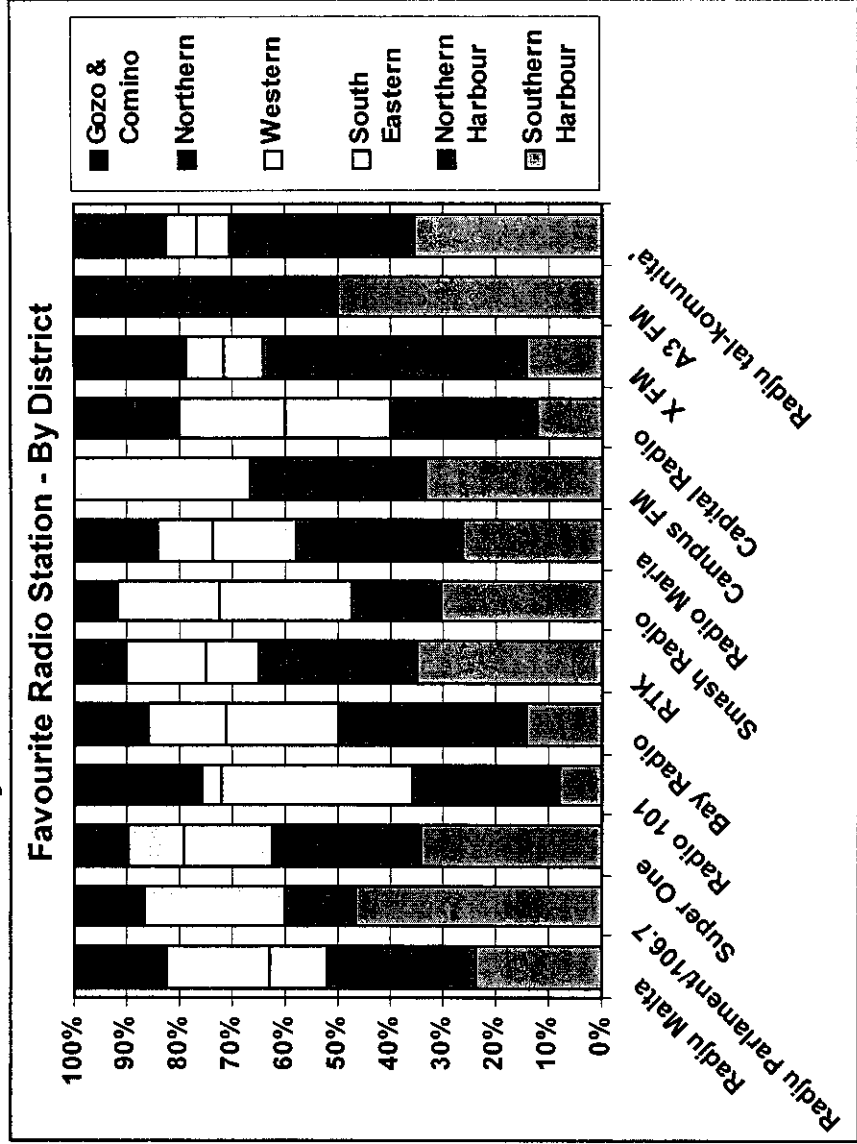 Favourite Radio Station - By District
100%
90%
80%
70%
60%
50%
40%
30%
20%
10%
0%
Radju Malta
Radju Parlament/106.7
Super One
Radio 101
Bay Radio
RTK
Smash Radio
Radio Maria
Campus FM
Capital Radio
X FM
A3 FM
Radju tal-komunita'
Gozo &
Comino
Northern
Western
South
Eastern
Northern
Harbour
Southern
Harbour